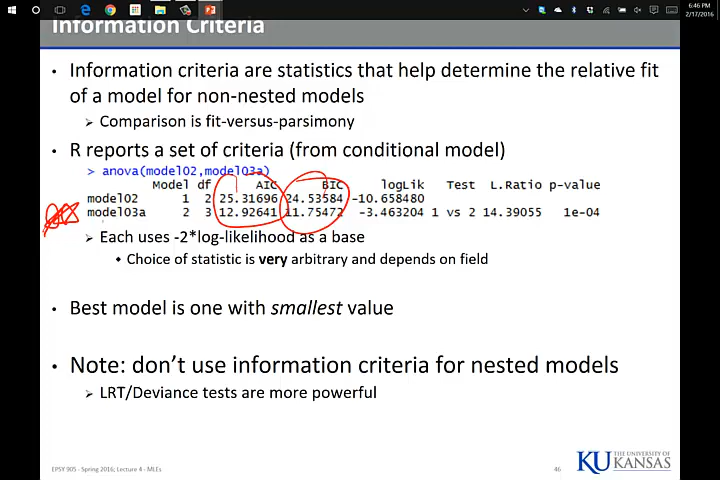 6:46 PM
2/17/2016
Information Criteria
• Information criteria are statistics that help determine the relative fit
of a model for non-nested models
➢ Comparison is fit-versus-parsimony
• R reports a set of criteria (from conditional model)
> anova(model02,model03a)
Model df AIC BIC logLik Test L.Ratio p-value
model02 1 2 25.31696 24.53584 -10.658480
model03a 2 3 12.92641 11.75472 -3.463204 1 vs 2 14.39055 1e-04
➢ Each uses -2*log-likelihood as a base
◆ Choice of statistic is very arbitrary and depends on field
• Best model is one with smallest value
• Note: don't use information criteria for nested models
➢ LRT/Deviance tests are more powerful
EPSY 905 - Spring 2016; Lecture 4 - MLEs
46
KU THE UNIVERSITY OF
KANSAS